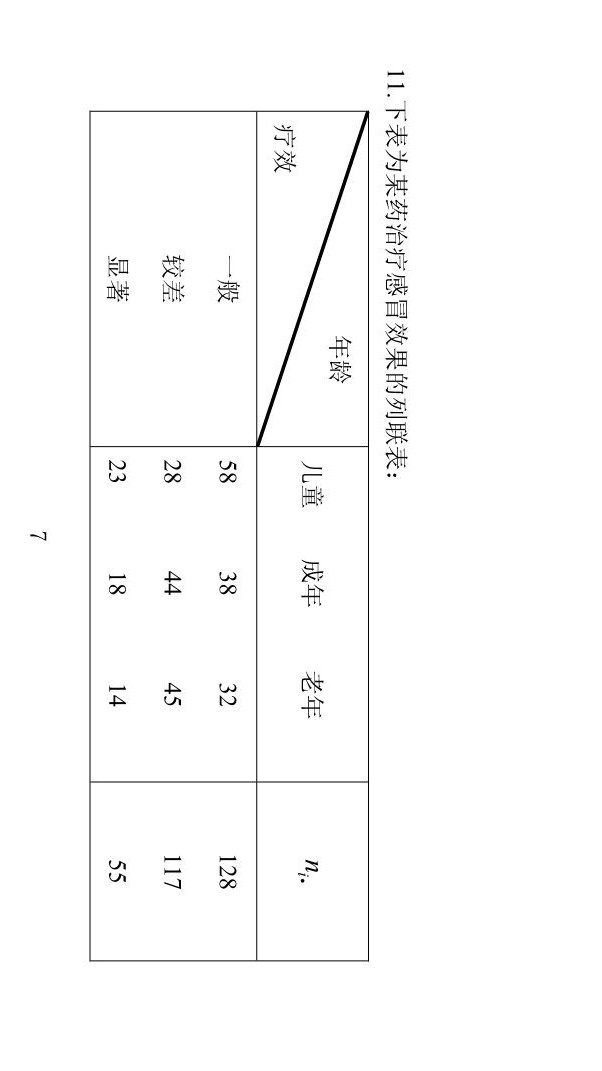 11.下表为某药治疗感冒效果的列联表：
年龄
疗效
儿童 成年 老年 nᵢ.
一般 58 38 32 128
较差 28 44 45 117
显著 23 18 14 55
7